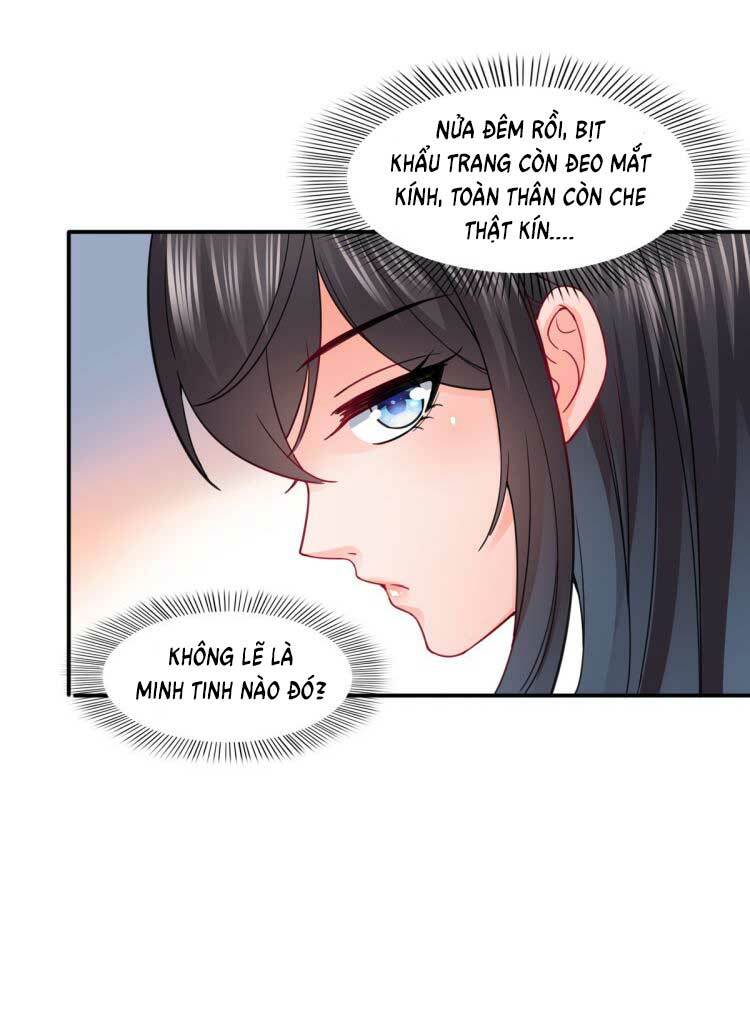 NỬA ĐÊM RỒI, BỊT
KHẨU TRANG CÒN ĐEO MẮT
KÍNH, TOÀN THÂN CÒN CHE
THẬT KÍN....
KHÔNG LẼ LÀ
MINH TINH NÀO ĐÓ?